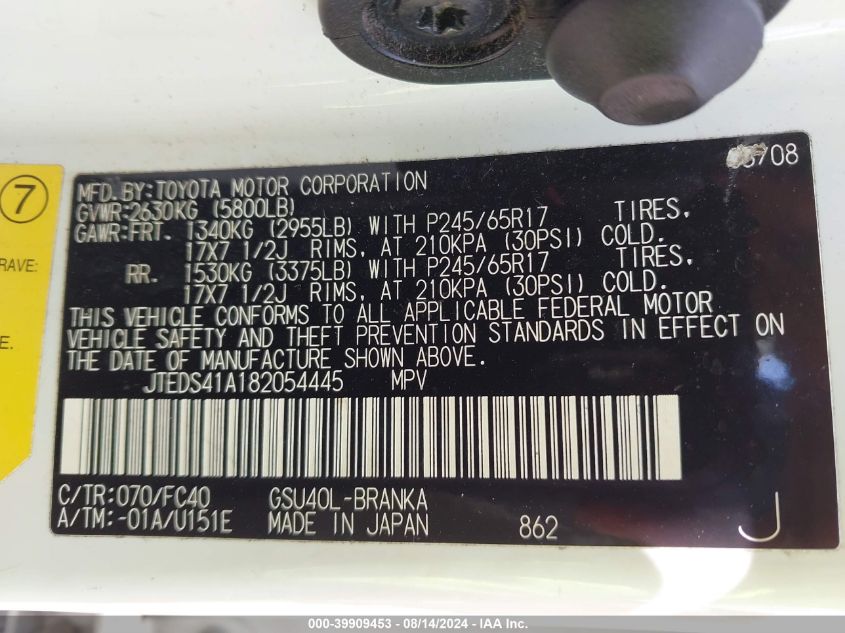 /08
7
RAVE:
E.
MFD. BY: TOYOTA MOTOR CORPORATION
GVWR: 2630KG (5800LB)
GAWR: FRT. 1340KG (2955LB) WITH P245/65R17 TIRES,
17X7 1/2J RIMS, AT 210KPA (30PSI) COLD.
RR. 1530KG (3375LB) WITH P245/65R17 TIRES,
17X7 1/2J RIMS, AT 210KPA (30PSI) COLD.
THIS VEHICLE CONFORMS TO ALL APPLICABLE FEDERAL MOTOR
VEHICLE SAFETY AND THEFT PREVENTION STANDARDS IN EFFECT ON
THE DATE OF MANUFACTURE SHOWN ABOVE.
JTEDS41A182054445 MPV
C/TR: 070/FC40 GSU40L-BRANKA
A/TM: -01A/U151E MADE IN JAPAN 862 J
000-39909453 - 08/14/2024 - IAA Inc.